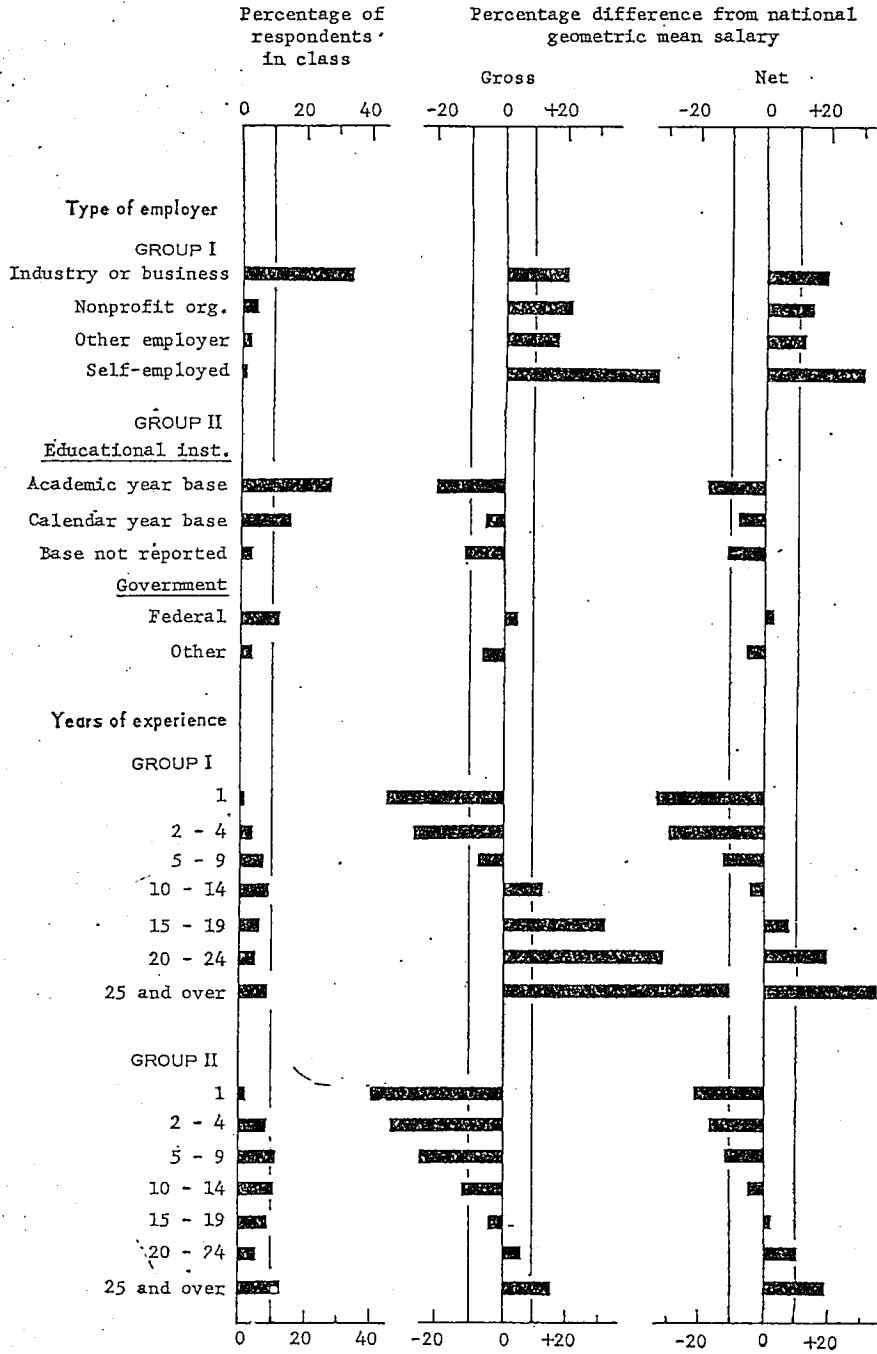 Percentage of respondents in class
Percentage difference from national geometric mean salary
Gross
Net
0 20 40
-20 0 +20
-20 0 +20
Type of employer
GROUP I
Industry or business
Nonprofit org.
Other employer
Self-employed
GROUP II
Educational inst.
Academic year base
Calendar year base
Base not reported
Government
Federal
Other
Years of experience
GROUP I
1
2 - 4
5 - 9
10 - 14
15 - 19
20 - 24
25 and over
GROUP II
1
2 - 4
5 - 9
10 - 14
15 - 19
20 - 24
25 and over
0 20 40
-20 0 +20
-20 0 +20